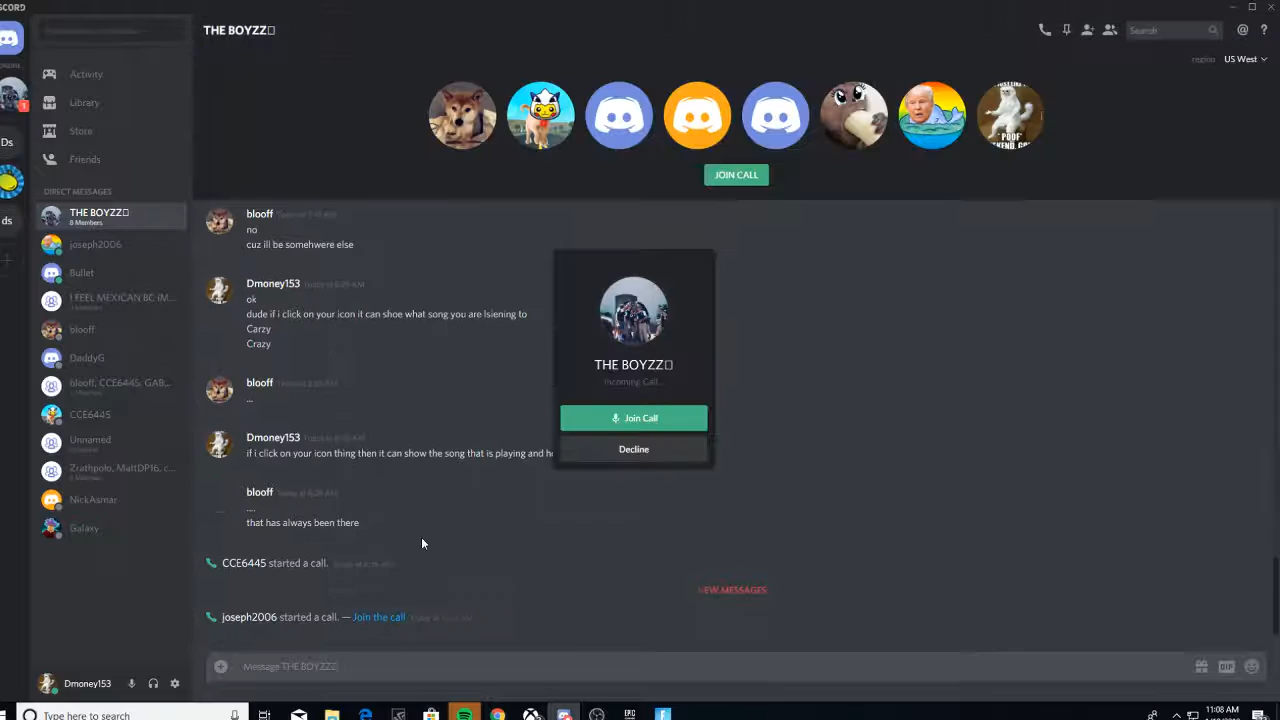 SCORD
THE BOYZZ
Search
region US West
Activity
Library
Store
Friends
DIRECT MESSAGES
THE BOYZZ
8 Members
joseph2006
Bullet
I FEEL MEXICAN BC IM...
blooff
DaddyG
blooff, CCE6445, GAB...
CCE6445
Unnamed
Zrathpolo, MattDP16, c...
NickAsmar
Galaxy
Dmoney153
1
Ds
ds
JOIN CALL
blooff
no
cuz ill be somehwere else
Dmoney153
ok
dude if i click on your icon it can shoe what song you are lsiening to
Carzy
Crazy
blooff
...
Dmoney153
if i click on your icon thing then it can show the song that is playing and
blooff
....
that has always been there
CCE6445 started a call.
NEW MESSAGES
joseph2006 started a call. — Join the call
Message THE BOYZZ
GIF
THE BOYZZ
Incoming Call...
Join Call
Decline
"POOF"
Type here to search
EPIC
11:08 AM